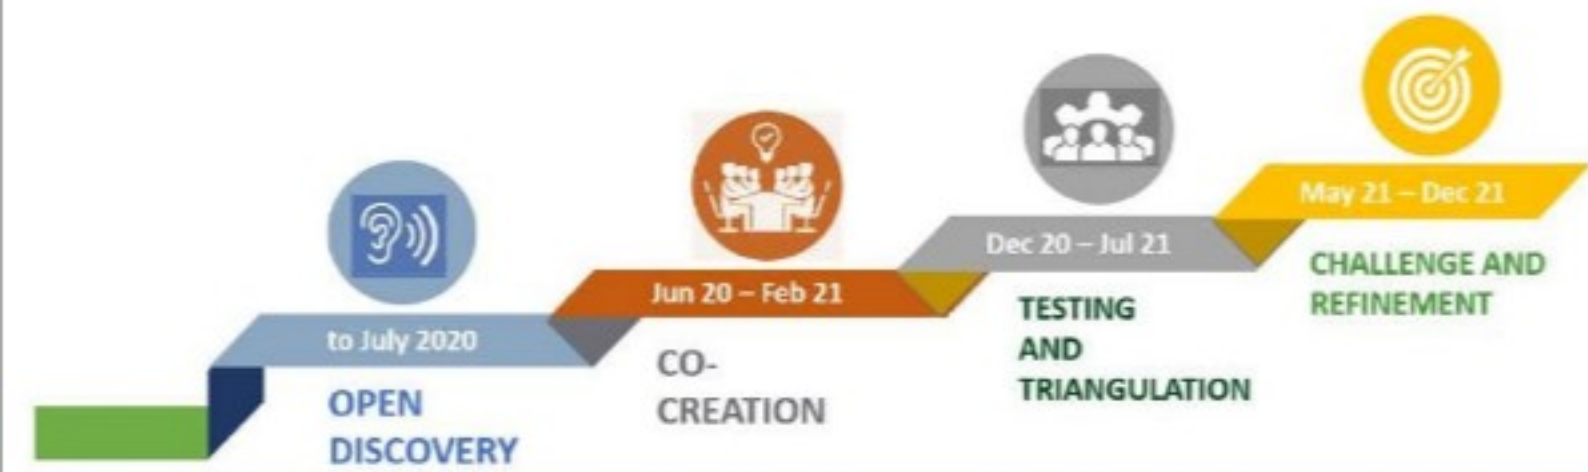 to July 2020
OPEN
DISCOVERY
Jun 20 – Feb 21
CO-
CREATION
Dec 20 – Jul 21
TESTING
AND
TRIANGULATION
May 21 – Dec 21
CHALLENGE AND
REFINEMENT